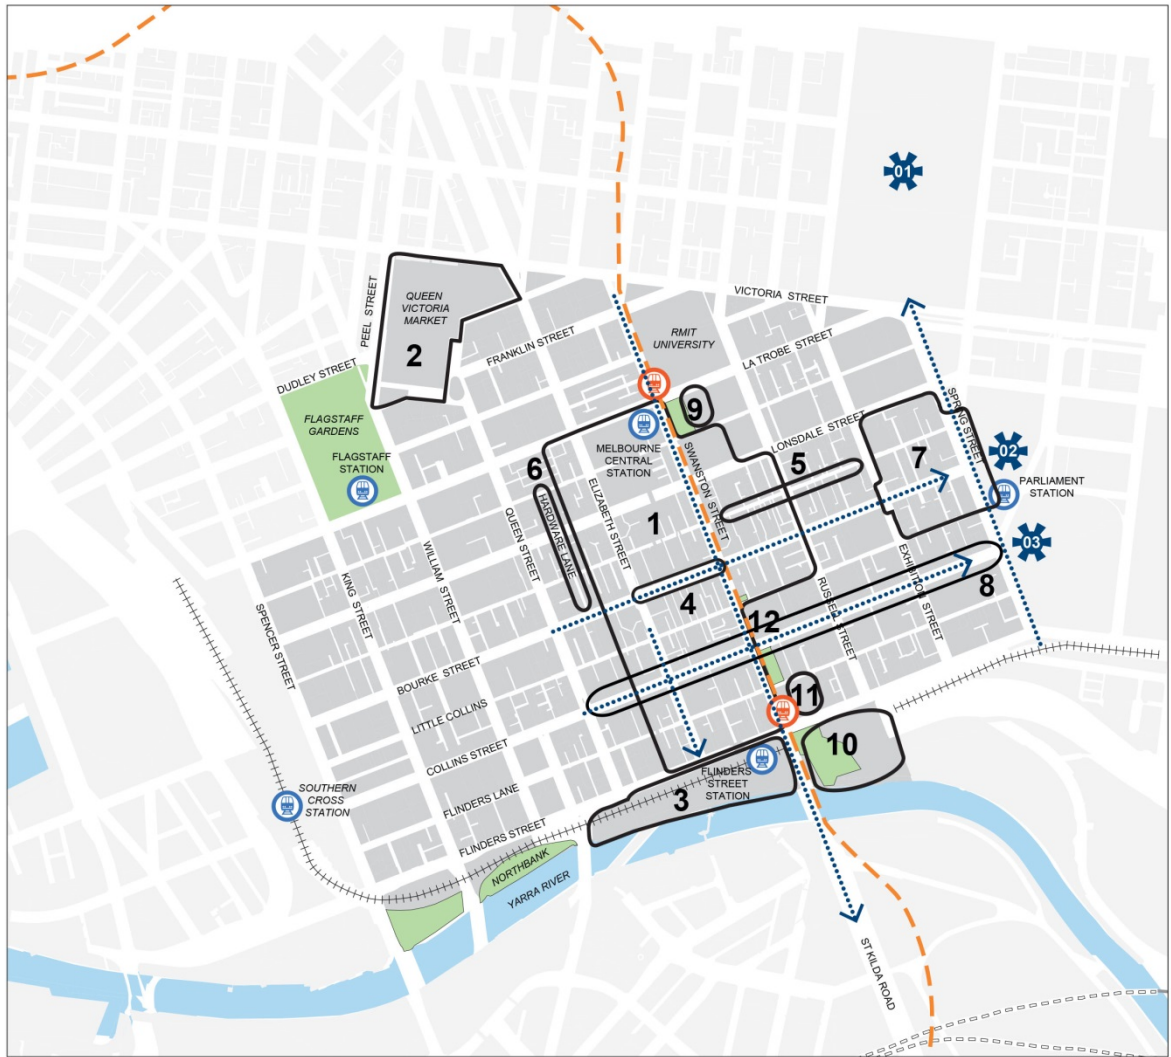 01
VICTORIA STREET
PEEL STREET
QUEEN
VICTORIA
MARKET
2
FRANKLIN STREET
RMIT
UNIVERSITY
LA TROBE STREET
DUDLEY STREET
FLAGSTAFF
GARDENS
FLAGSTAFF
STATION
9
MELBOURNE
CENTRAL
STATION
SWANSTON STREET
LONSDALE STREET
5
7
SPRING STREET
02
PARLIAMENT
STATION
03
6
HARDWARE LANE
ELIZABETH STREET
1
QUEEN STREET
WILLIAM STREET
KING STREET
SPENCER STREET
4
12
RUSSELL STREET
EXHIBITION STREET
8
BOURKE STREET
LITTLE COLLINS
COLLINS STREET
11
10
SOUTHERN
CROSS
STATION
FLINDERS LANE
FLINDERS STREET
FLINDERS
STREET
STATION
3
NORTHBANK
YARRA RIVER
ST KILDA ROAD